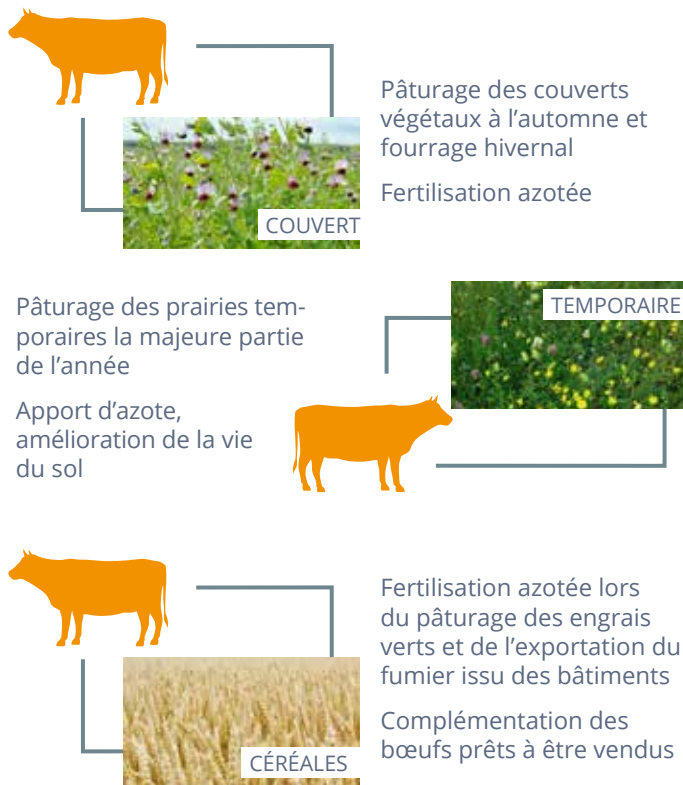 Pâturage des couverts
végétaux à l'automne et
fourrage hivernal
Fertilisation azotée
COUVERT
Pâturage des prairies tem-
poraires la majeure partie
de l'année
Apport d'azote,
amélioration de la vie
du sol
TEMPORAIRE
Fertilisation azotée lors
du pâturage des engrais
verts et de l'exportation du
fumier issu des bâtiments
Complémentation des
bœufs prêts à être vendus
CÉRÉALES